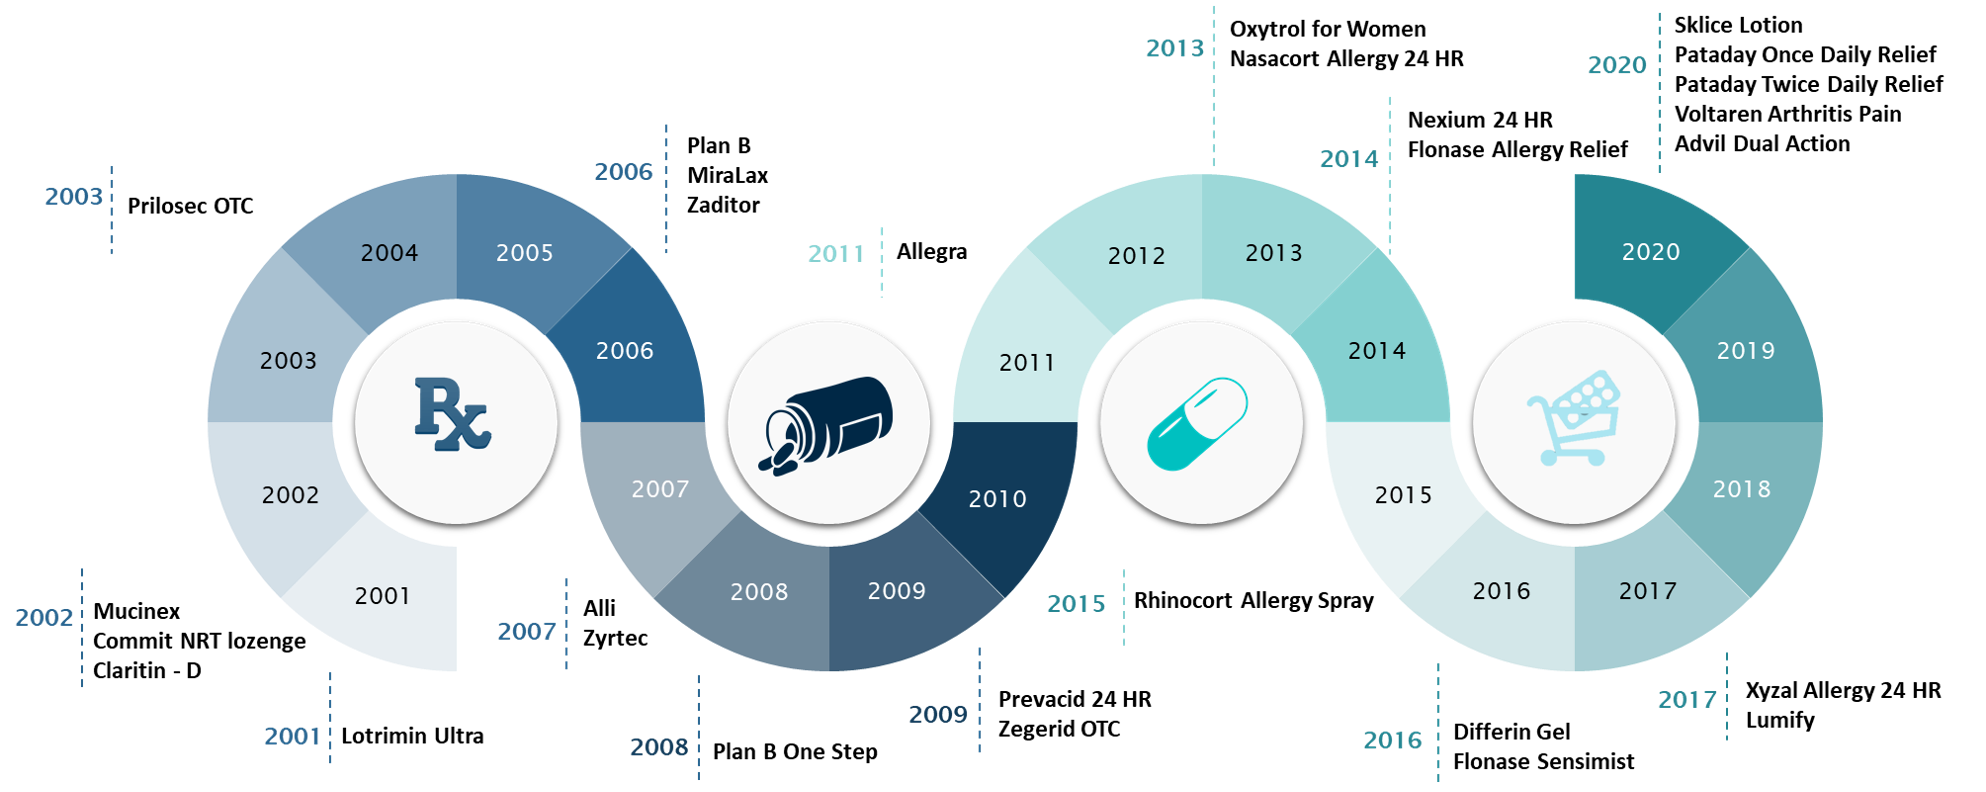 2001
Lotrimin Ultra
2002
Mucinex
Commit NRT lozenge
Claritin - D
2003
Prilosec OTC
2006
Plan B
MiraLax
Zaditor
2007
Alli
Zyrtec
2008
Plan B One Step
2009
Prevacid 24 HR
Zegerid OTC
2011
Allegra
2013
Oxytrol for Women
Nasacort Allergy 24 HR
2014
Nexium 24 HR
Flonase Allergy Relief
2015
Rhinocort Allergy Spray
2016
Differin Gel
Flonase Sensimist
2017
Xyzal Allergy 24 HR
Lumify
2020
Sklice Lotion
Pataday Once Daily Relief
Pataday Twice Daily Relief
Voltaren Arthritis Pain
Advil Dual Action
2001
2002
2003
2004
2005
2006
2007
2008
2009
2010
2011
2012
2013
2014
2015
2016
2017
2018
2019
2020
Rx